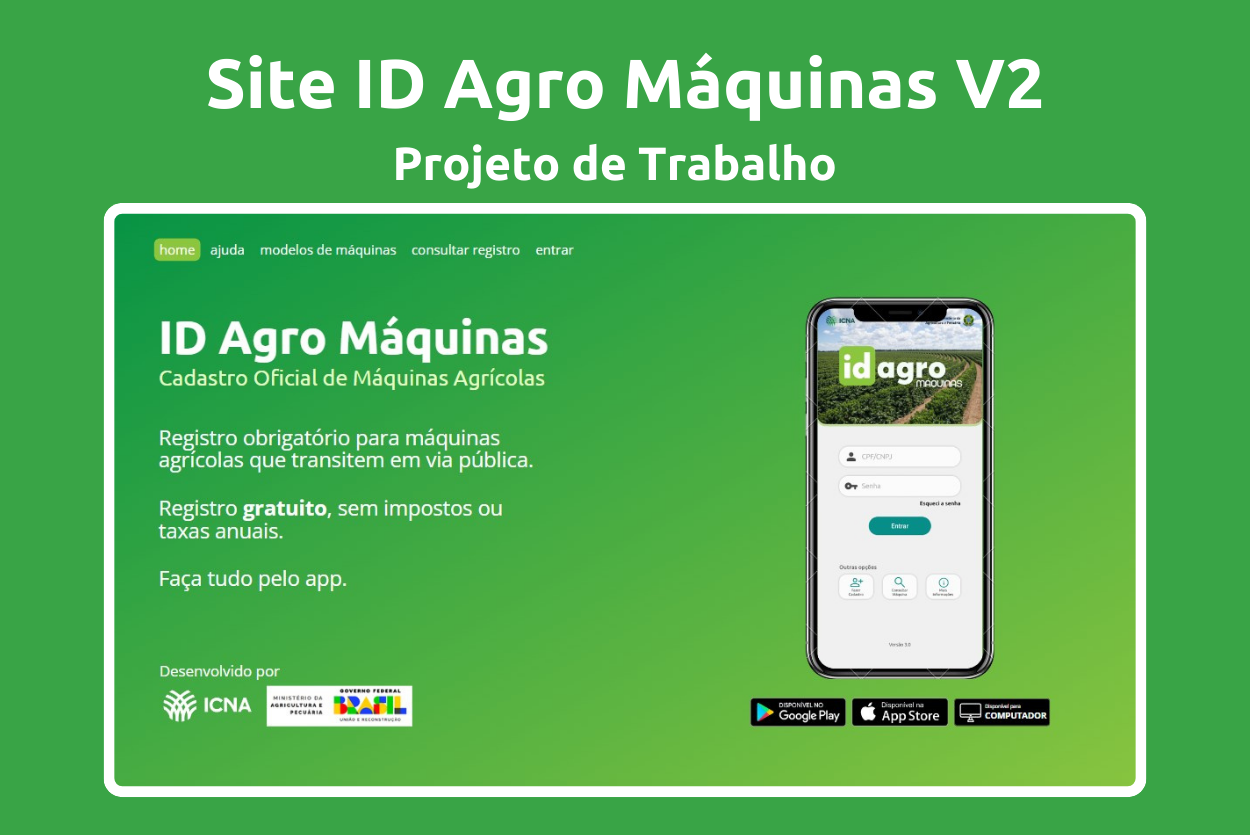 Site ID Agro Máquinas V2
Projeto de Trabalho
home ajuda modelos de máquinas consultar registro entrar
ID Agro Máquinas
Cadastro Oficial de Máquinas Agrícolas
Registro obrigatório para máquinas
agrícolas que transitem em via pública.
Registro gratuito, sem impostos ou
taxas anuais.
Faça tudo pelo app.
Desenvolvido por
ICNA
MINISTÉRIO DA
AGRICULTURA E
PECUÁRIA
GOVERNO FEDERAL
BRASIL
UNIÃO E RECONSTRUÇÃO
ICNA
Agricultura e Pecuária
id agro
MÁQUINAS
CPF/CNPJ
Senha
Esqueci a senha
Entrar
Outras opções
Fazer
Cadastro
Consultar
Máquina
Mais
Informações
Versão 3.0
DISPONÍVEL NO
Google Play
Disponível na
App Store
Disponível para
COMPUTADOR